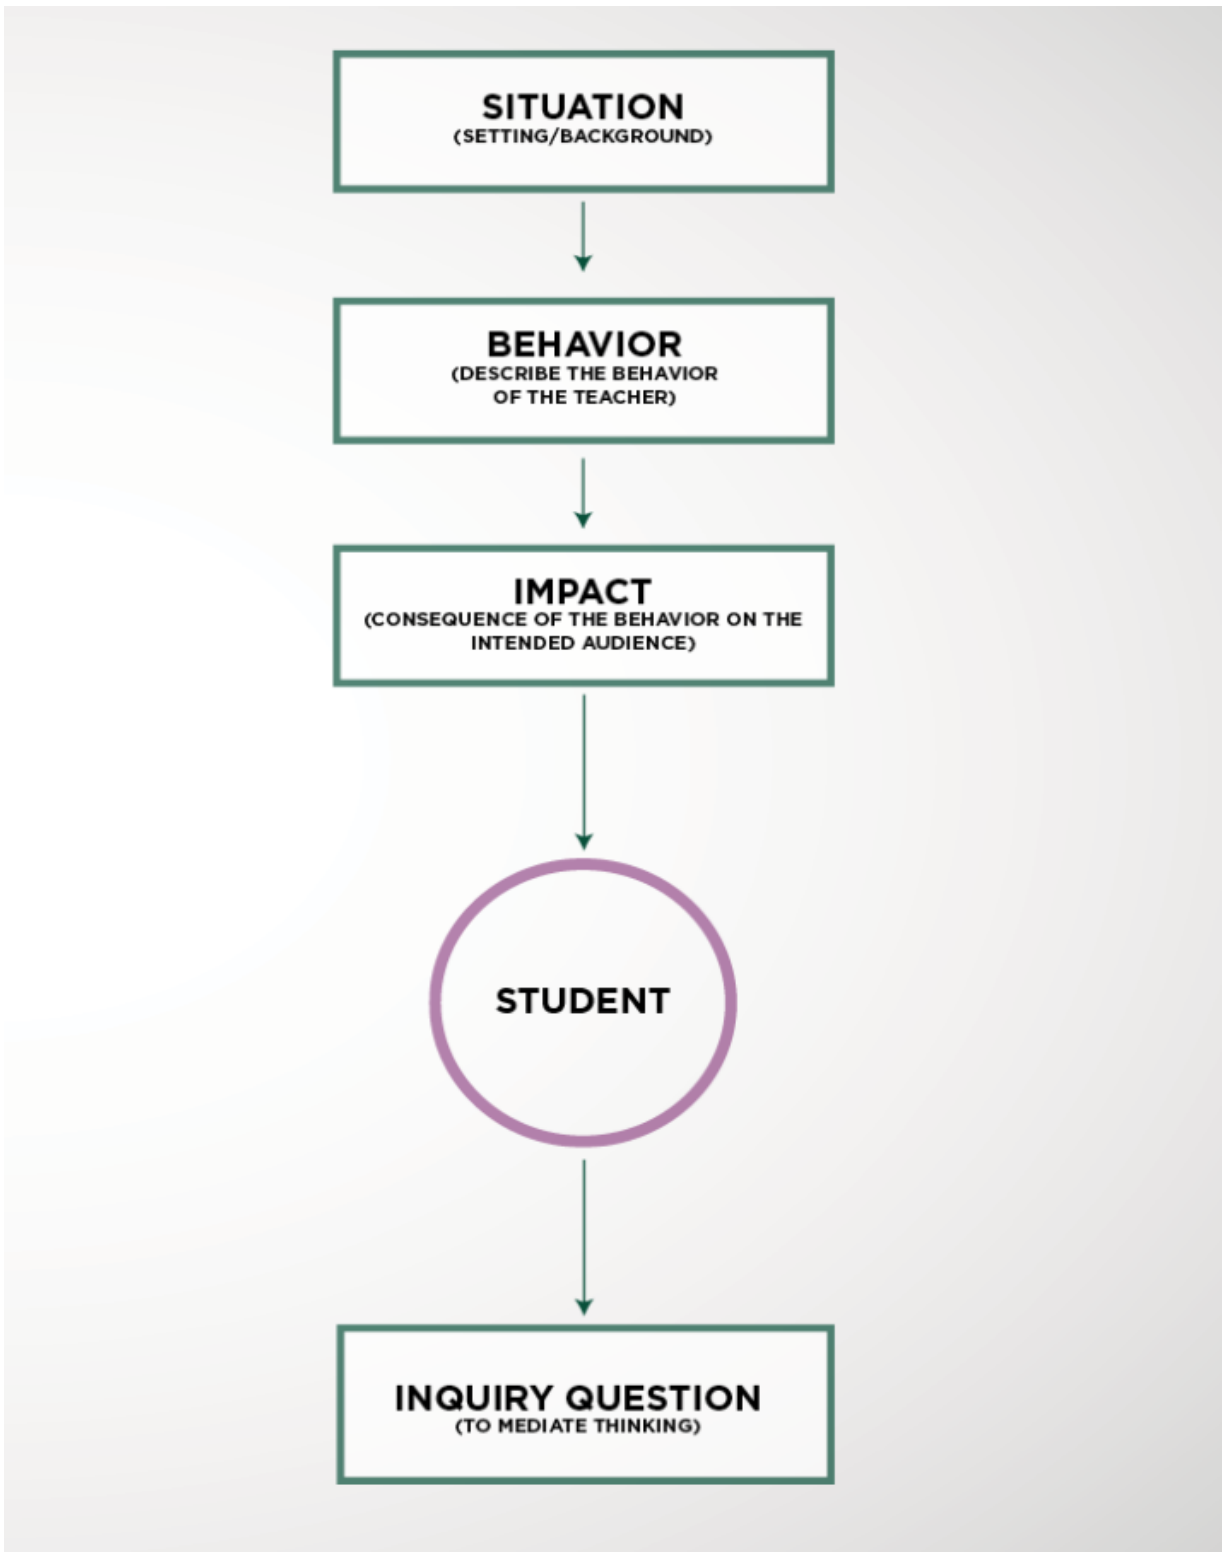 SITUATION
(SETTING/BACKGROUND)
BEHAVIOR
(DESCRIBE THE BEHAVIOR
OF THE TEACHER)
IMPACT
(CONSEQUENCE OF THE BEHAVIOR ON THE
INTENDED AUDIENCE)
STUDENT
INQUIRY QUESTION
(TO MEDIATE THINKING)